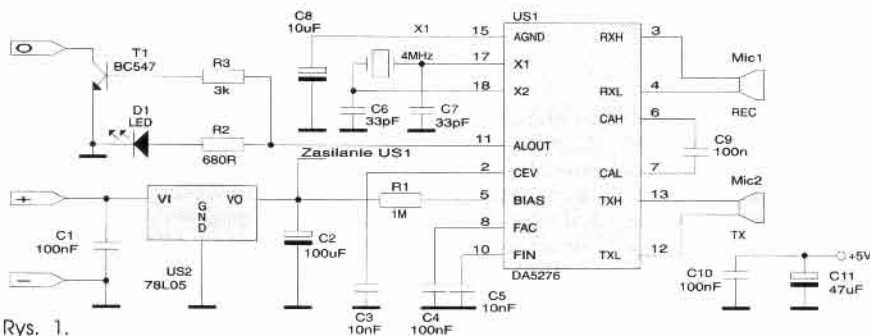 C8
10uF
X1
4MHz
C6
33pF
C7
33pF
O
T1
BC547
R3
3k
D1
LED
R2
680R
Zasilanie US1
+
-
C1
100nF
VI
GND
VO
US2
78L05
C2
100uF
R1
1M
C3
10nF
C4
100nF
C5
10nF
US1
15 AGND
17 X1
18 X2
11 ALOUT
2 CEV
5 BIAS
8 FAC
10 FIN
RXH 3
RXL 4
CAH 6
CAL 7
TXH 13
TXL 12
DA5276
Mic1
REC
C9
100n
Mic2
TX
C10
100nF
+5V
C11
47uF
Rys. 1.